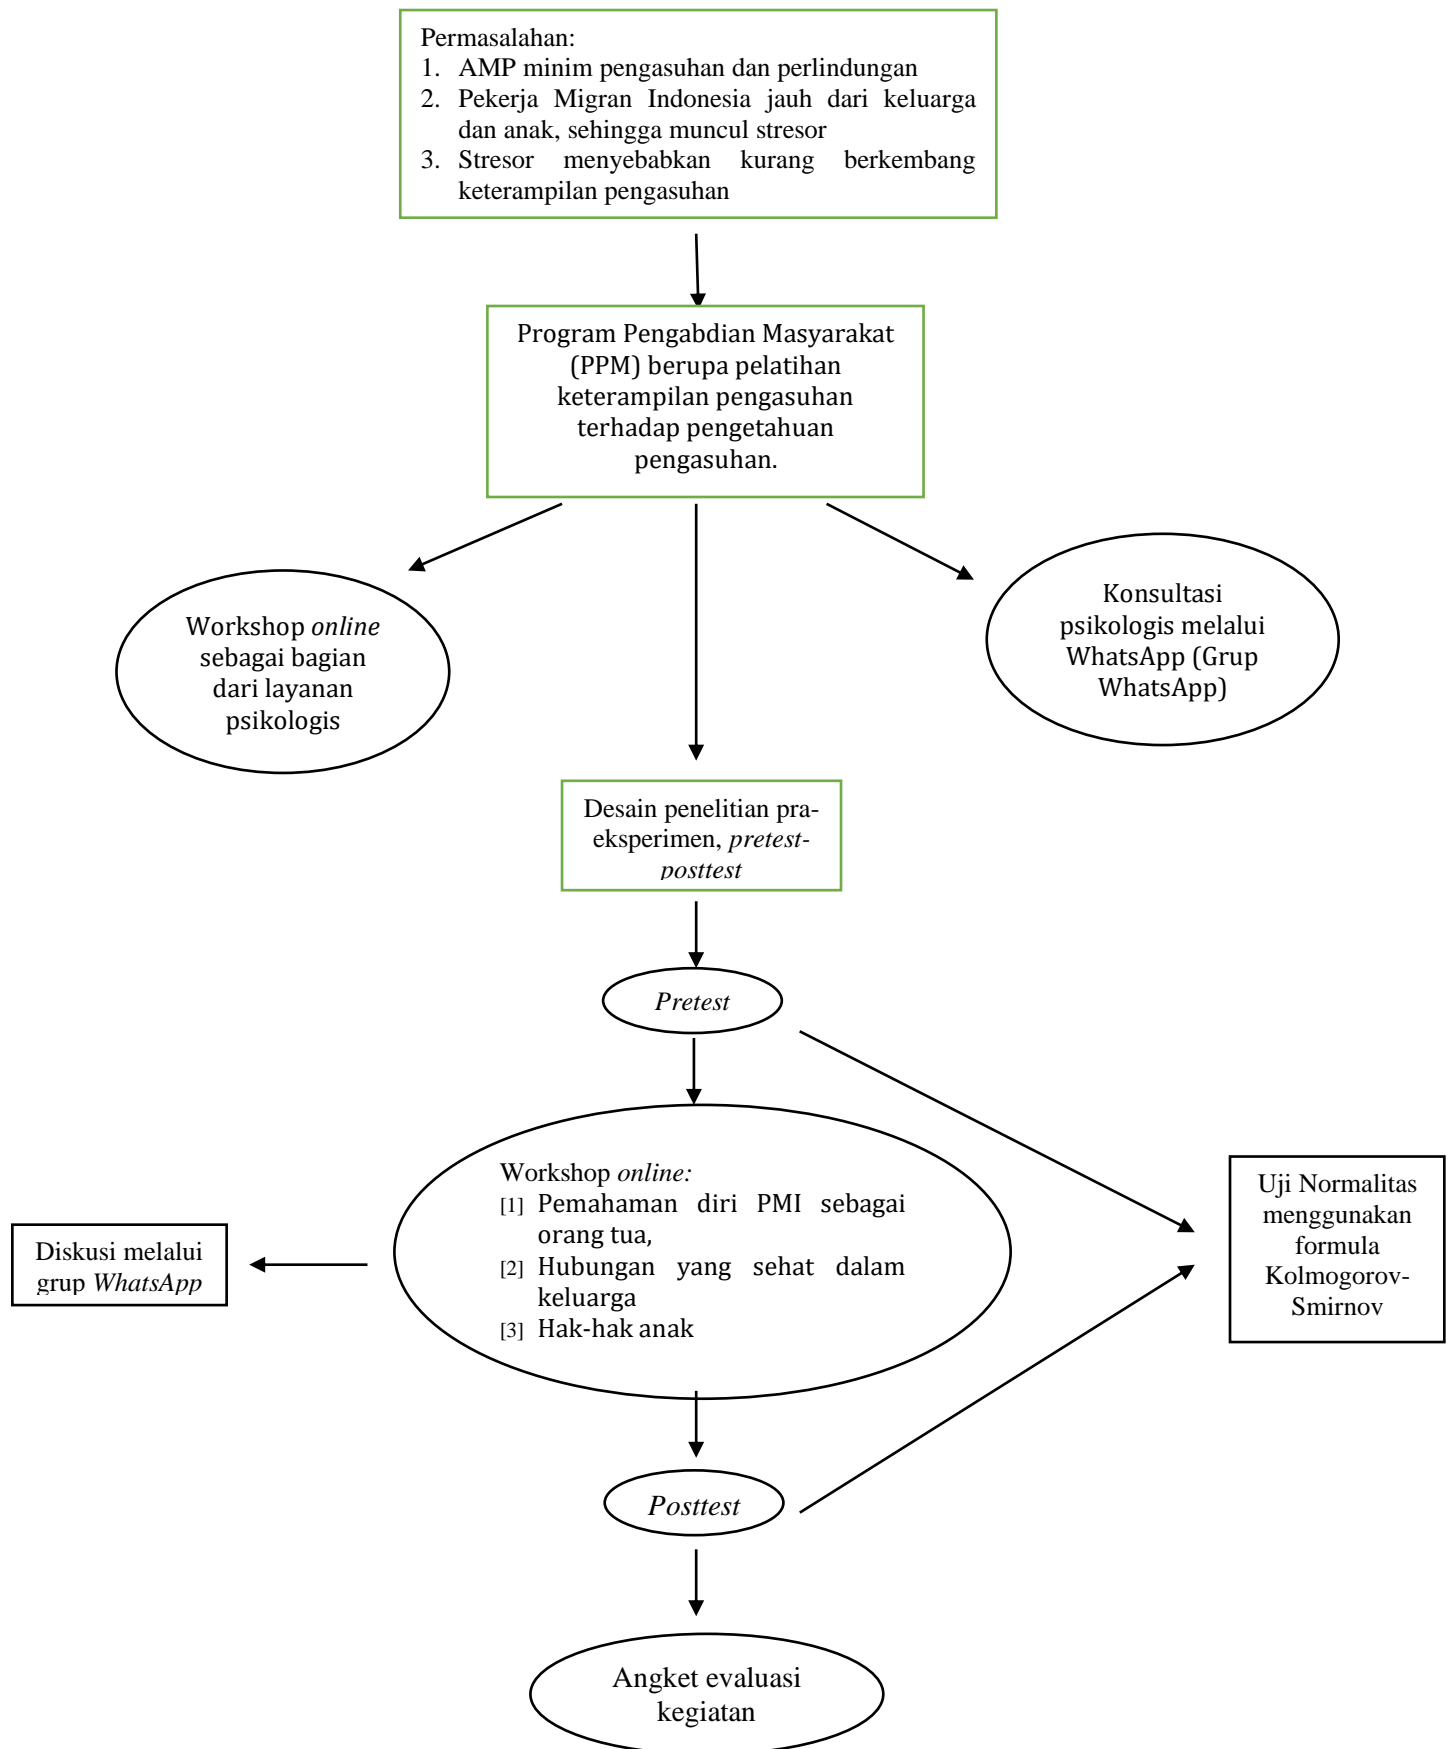 Permasalahan:
1. AMP minim pengasuhan dan perlindungan
2. Pekerja Migran Indonesia jauh dari keluarga
dan anak, sehingga muncul stresor
3. Stresor menyebabkan kurang berkembang
keterampilan pengasuhan
Program Pengabdian Masyarakat
(PPM) berupa pelatihan
keterampilan pengasuhan
terhadap pengetahuan
pengasuhan.
Workshop online
sebagai bagian
dari layanan
psikologis
Konsultasi
psikologis melalui
WhatsApp (Grup
WhatsApp)
Desain penelitian pra-
eksperimen, pretest-
posttest
Pretest
Workshop online:
[1] Pemahaman diri PMI sebagai
orang tua,
[2] Hubungan yang sehat dalam
keluarga
[3] Hak-hak anak
Diskusi melalui
grup WhatsApp
Uji Normalitas
menggunakan
formula
Kolmogorov-
Smirnov
Posttest
Angket evaluasi
kegiatan